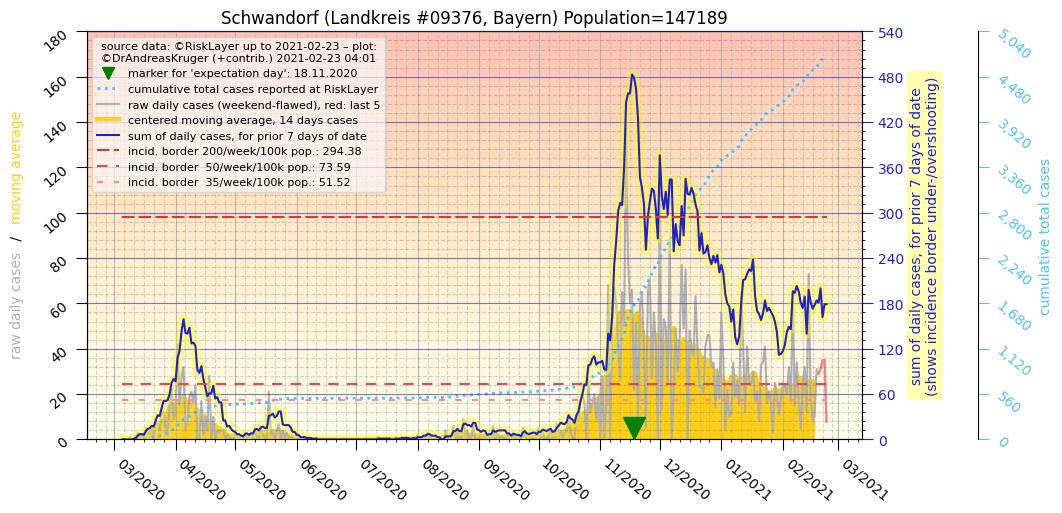 Schwandorf (Landkreis #09376, Bayern) Population=147189
source data: ©RiskLayer up to 2021-02-23 – plot:
©DrAndreasKruger (+contrib.) 2021-02-23 04:01
marker for 'expectation day': 18.11.2020
cumulative total cases reported at RiskLayer
raw daily cases (weekend-flawed), red: last 5
centered moving average, 14 days cases
sum of daily cases, for prior 7 days of date
incid. border 200/week/100k pop.: 294.38
incid. border  50/week/100k pop.: 73.59
incid. border  35/week/100k pop.: 51.52
raw daily cases  /  moving average
180
160
140
120
100
80
60
40
20
0
03/2020
04/2020
05/2020
06/2020
07/2020
08/2020
09/2020
10/2020
11/2020
12/2020
01/2021
02/2021
03/2021
540
480
420
360
300
240
180
120
60
0
sum of daily cases, for prior 7 days of date
(shows incidence border under-/overshooting)
5,040
4,480
3,920
3,360
2,800
2,240
1,680
1,120
560
0
cumulative total cases